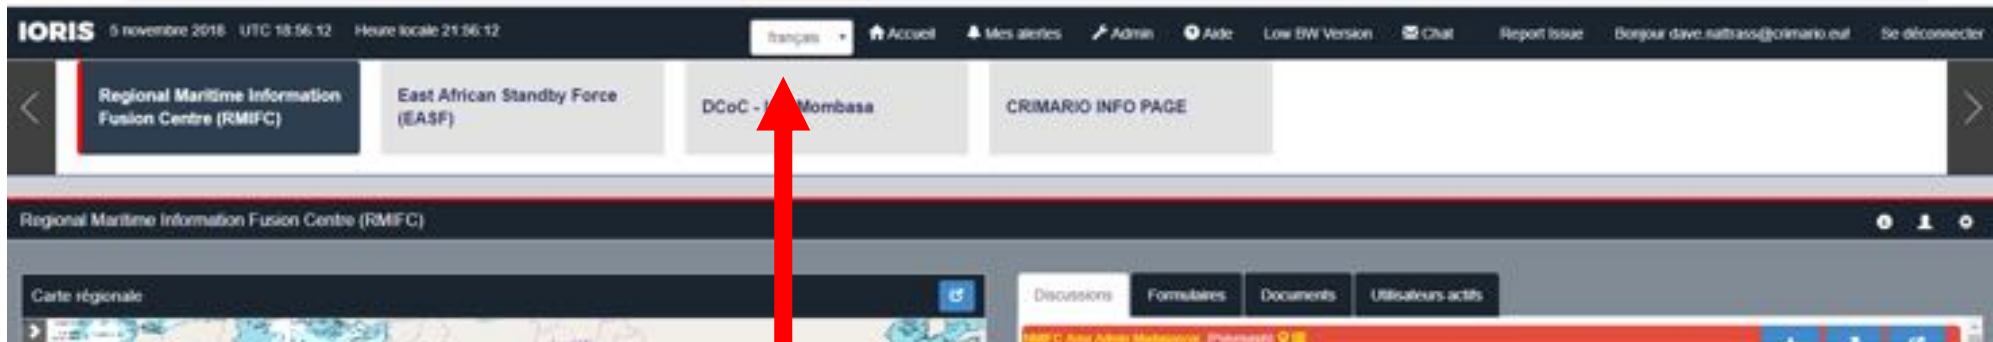 IORIS 5 novembre 2018 UTC 18:56:12 Heure locale 21:56:12 français Accueil Mes alertes Admin Aide Low BW Version Chat Report Issue Bonjour dave.nattrass@crimario.eu! Se déconnecter
Regional Maritime Information
Fusion Centre (RMIFC)
East African Standby Force
(EASF)
DCoC - Mombasa
CRIMARIO INFO PAGE
Regional Maritime Information Fusion Centre (RMIFC)
Carte régionale
Discussions Formulaires Documents Utilisateurs actifs